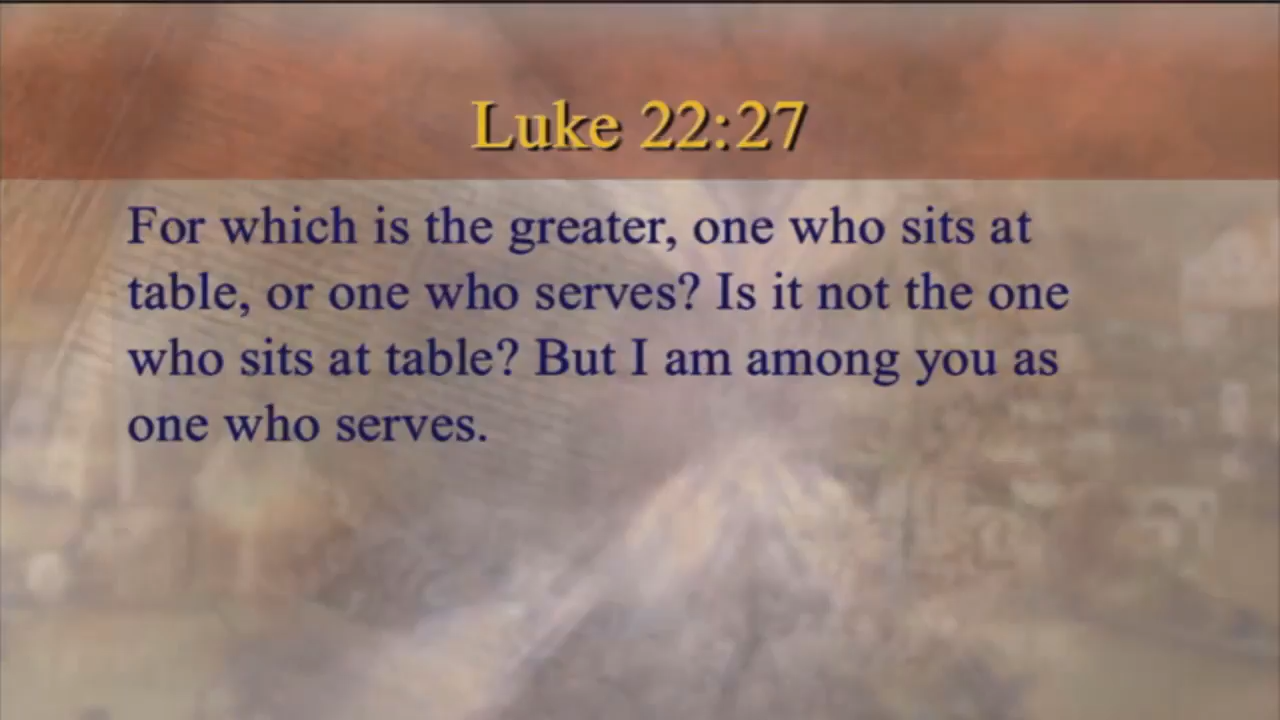 Luke 22:27
For which is the greater, one who sits at
table, or one who serves? Is it not the one
who sits at table? But I am among you as
one who serves.